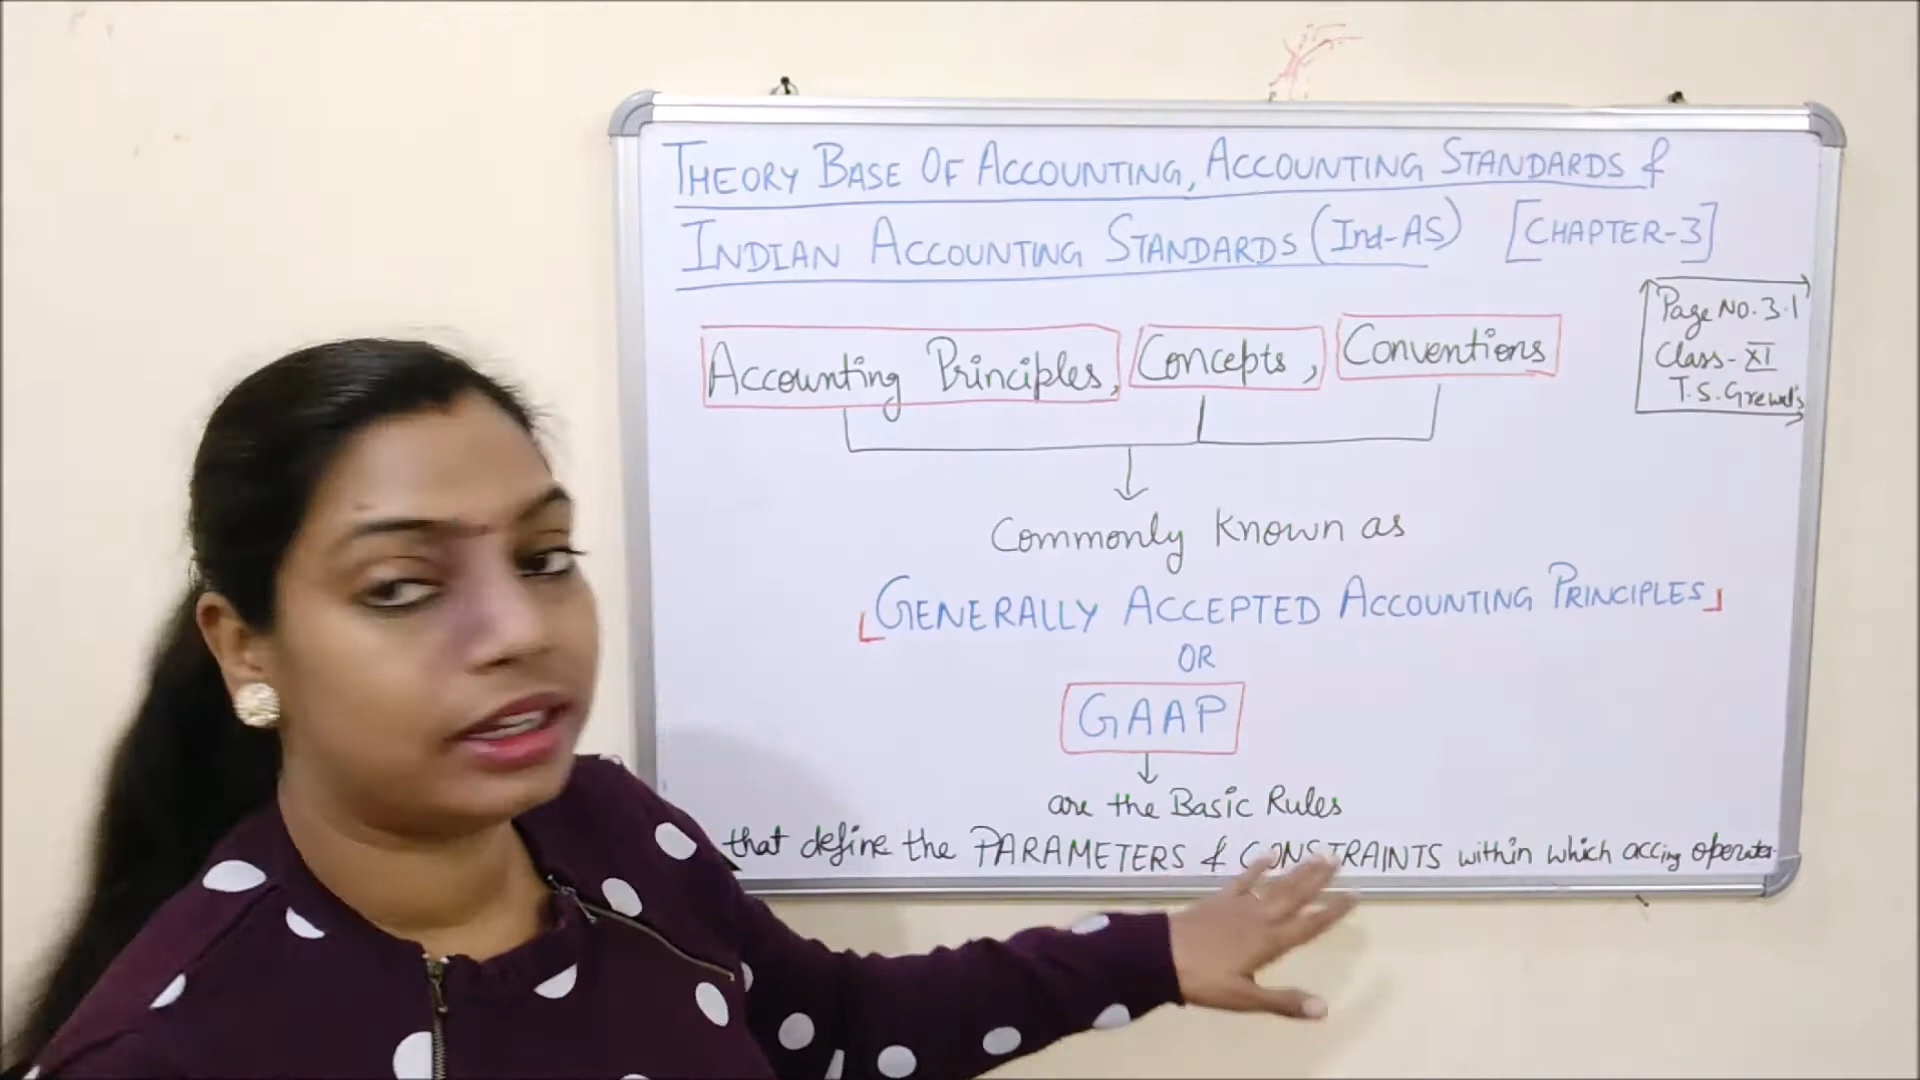 THEORY BASE OF ACCOUNTING, ACCOUNTING STANDARDS &
INDIAN ACCOUNTING STANDARDS (Ind-AS) [CHAPTER-3]
Page No. 3.1
Class - XI
T.S. Grewal's
Accounting Principles, Concepts, Conventions
Commonly Known as
GENERALLY ACCEPTED ACCOUNTING PRINCIPLES
OR
GAAP
are the Basic Rules
that define the PARAMETERS & CONSTRAINTS within which accing operates.